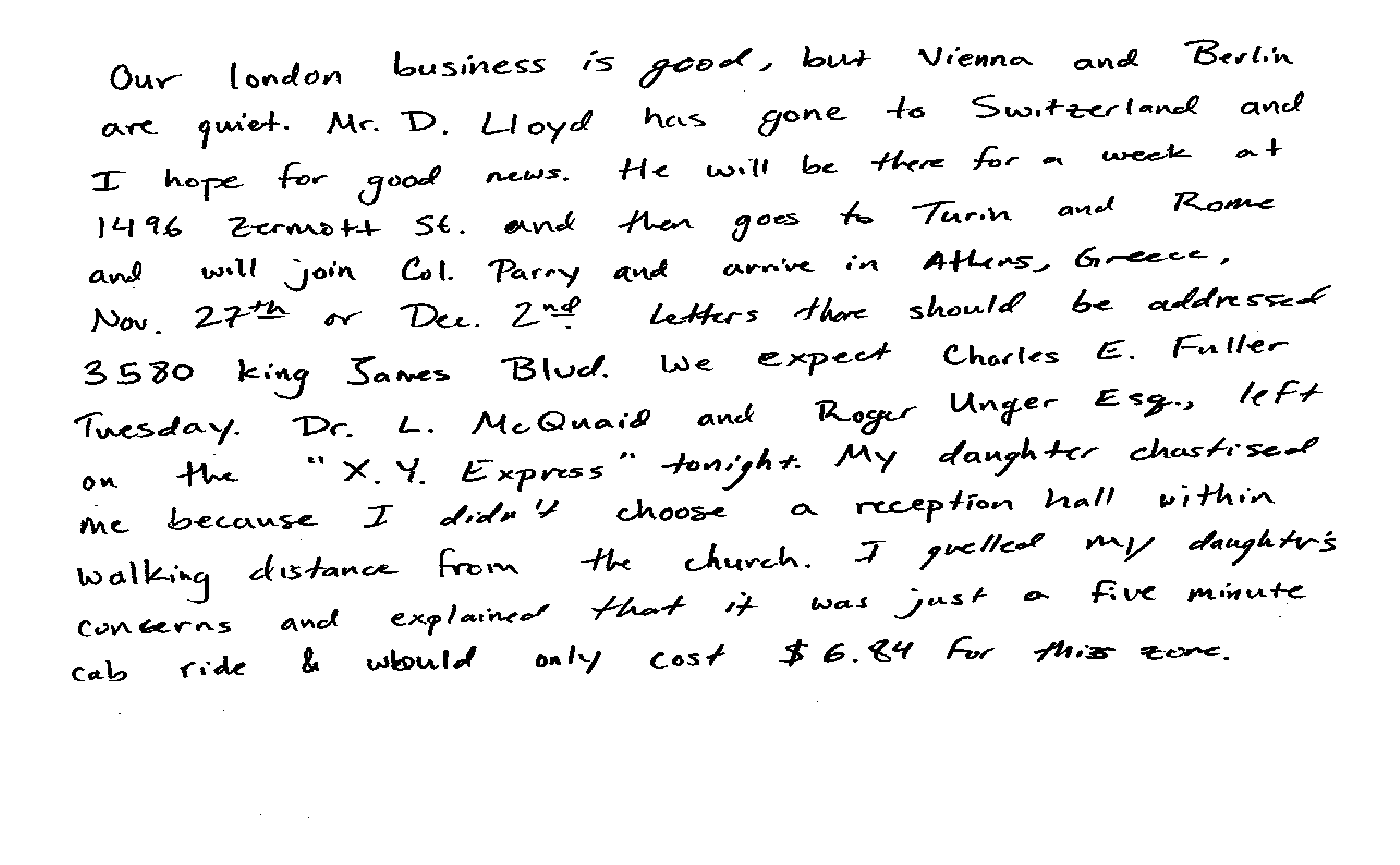 Our london business is good, but Vienna and Berlin
are quiet. Mr. D. Lloyd has gone to Switzerland and
I hope for good news. He will be there for a week at
1496 Zermott St. and then goes to Turin and Rome
and will join Col. Parry and arrive in Athens, Greece,
Nov. 27th or Dec. 2nd. Letters there should be addressed
3580 king James Blvd. We expect Charles E. Fuller
Tuesday. Dr. L. McQuaid and Roger Unger Esq., left
on the "X.Y. Express" tonight. My daughter chastised
me because I didn't choose a reception hall within
walking distance from the church. I quelled my daughter's
concerns and explained that it was just a five minute
cab ride & would only cost $6.84 for this zone.